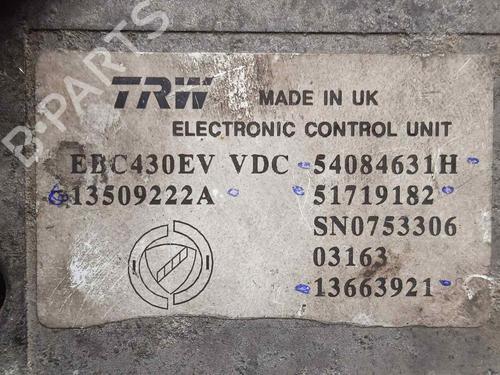 B-PARTS
TRW MADE IN UK
ELECTRONIC CONTROL UNIT
EBC430EV VDC 54084631H
13509222A 51719182
SN0753306
03163
13663921